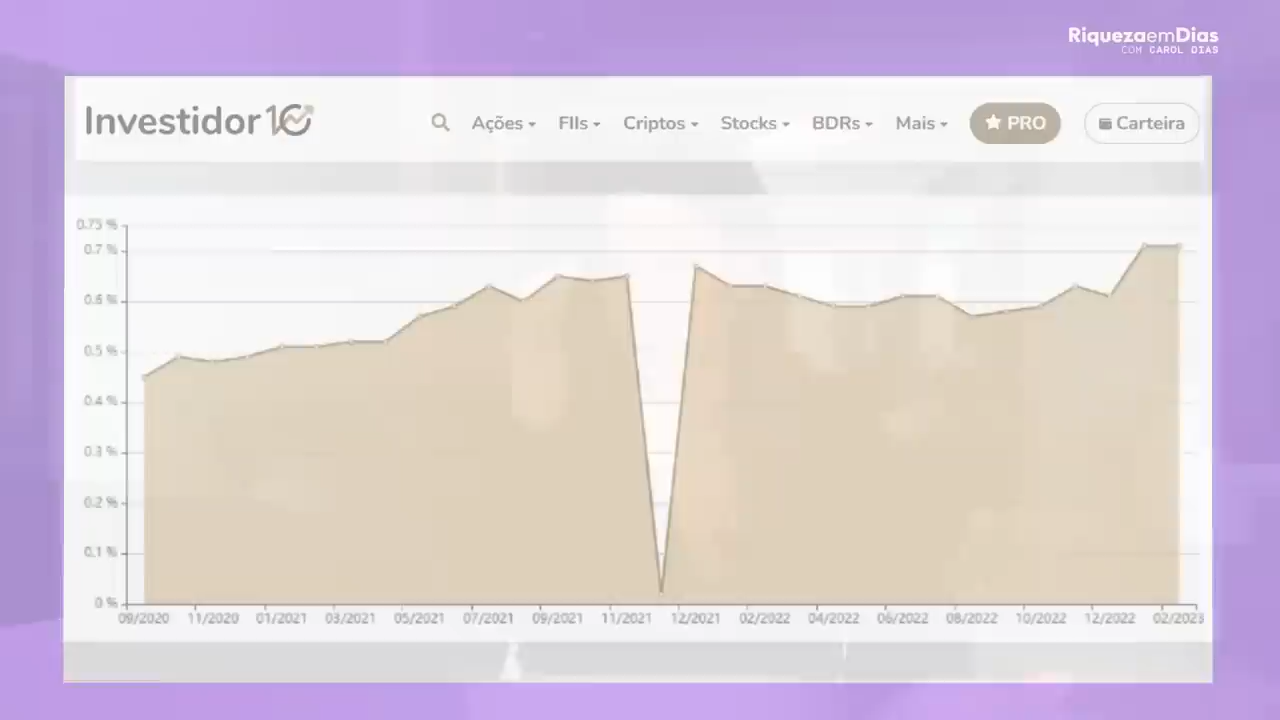 RiquezaemDias
COM CAROL DIAS
Investidor10
Ações FIIs Criptos Stocks BDRs Mais PRO Carteira
0.75 %
0.7 %
0.6 %
0.5 %
0.4 %
0.3 %
0.2 %
0.1 %
0 %
09/2020 11/2020 01/2021 03/2021 05/2021 07/2021 09/2021 11/2021 12/2021 02/2022 04/2022 06/2022 08/2022 10/2022 12/2022 02/2023